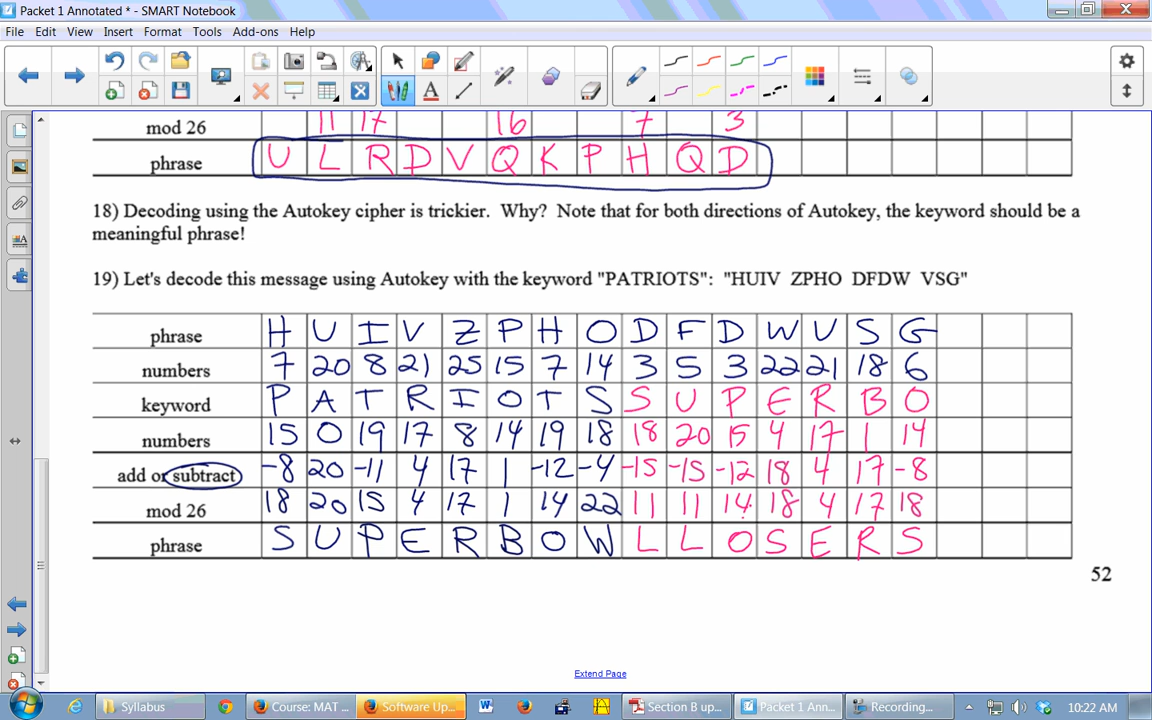 Packet 1 Annotated * - SMART Notebook
File Edit View Insert Format Tools Add-ons Help
mod 26 11 17 16 7 3
phrase U L R D V Q K P H Q D
18) Decoding using the Autokey cipher is trickier. Why? Note that for both directions of Autokey, the keyword should be a
meaningful phrase!
19) Let's decode this message using Autokey with the keyword "PATRIOTS": "HUIV ZPHO DFDW VSG"
phrase H U I V Z P H O D F D W V S G
numbers 7 20 8 21 25 15 7 14 3 5 3 22 21 18 6
keyword P A T R I O T S S U P E R B O
numbers 15 0 19 17 8 14 19 18 18 20 15 4 17 1 14
add or subtract -8 20 -11 4 17 1 -12 -4 -15 -15 -12 18 4 17 -8
mod 26 18 20 15 4 17 1 14 22 11 11 14 18 4 17 18
phrase S U P E R B O W L L O S E R S
52
Extend Page
Syllabus Course: MAT ... Software Up... Section B up... Packet 1 Ann... Recording... 10:22 AM